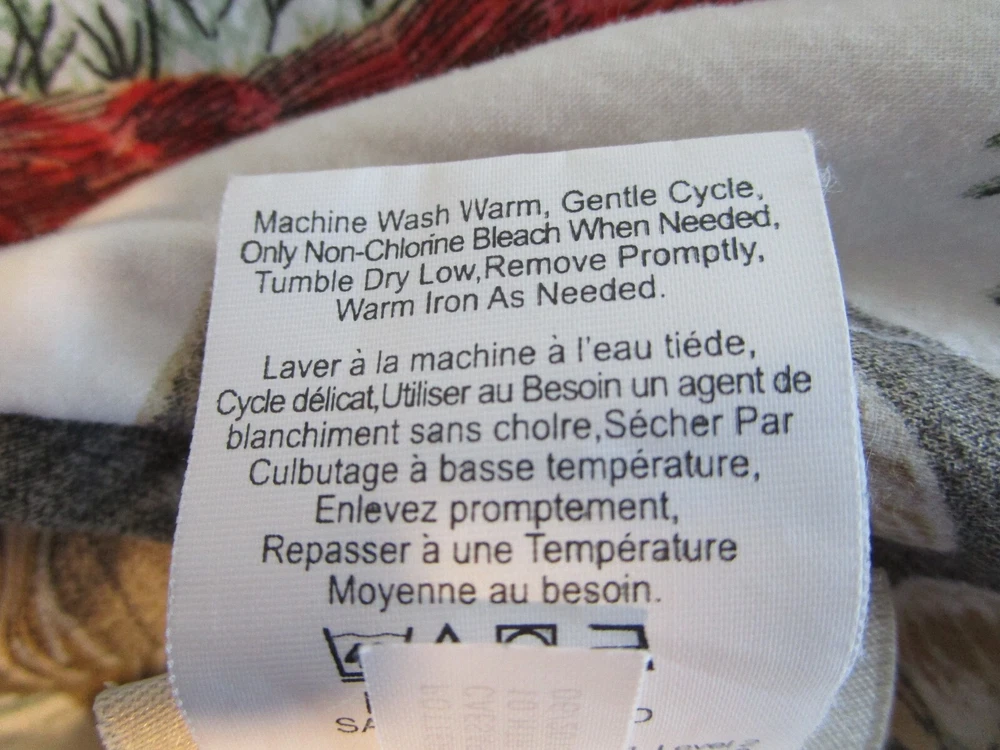 Machine Wash Warm, Gentle Cycle,
Only Non-Chlorine Bleach When Needed,
Tumble Dry Low,Remove Promptly,
Warm Iron As Needed.
Laver à la machine à l'eau tiéde,
Cycle délicat,Utiliser au Besoin un agent de
blanchiment sans cholre,Sécher Par
Culbutage à basse température,
Enlevez promptement,
Repasser à une Température
Moyenne au besoin.